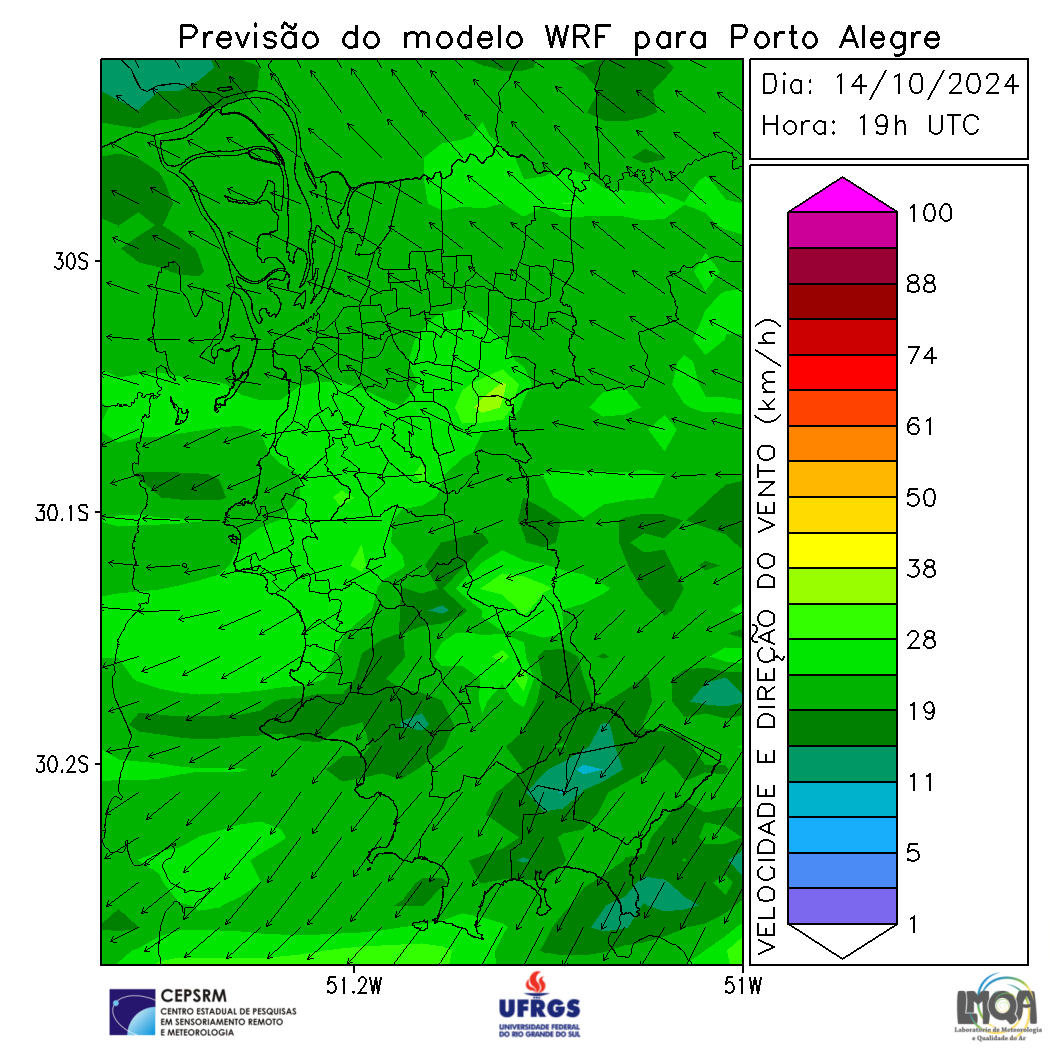 Previsão do modelo WRF para Porto Alegre
Dia: 14/10/2024
Hora: 19h UTC
30S
30.1S
30.2S
51.2W
51W
VELOCIDADE E DIREÇÃO DO VENTO (km/h)
100
88
74
61
50
38
28
19
11
5
1
CEPSRM
CENTRO ESTADUAL DE PESQUISAS
EM SENSORIAMENTO REMOTO
E METEOROLOGIA
UFRGS
UNIVERSIDADE FEDERAL
DO RIO GRANDE DO SUL
LMQA
Laboratório de Meteorologia
e Qualidade do Ar